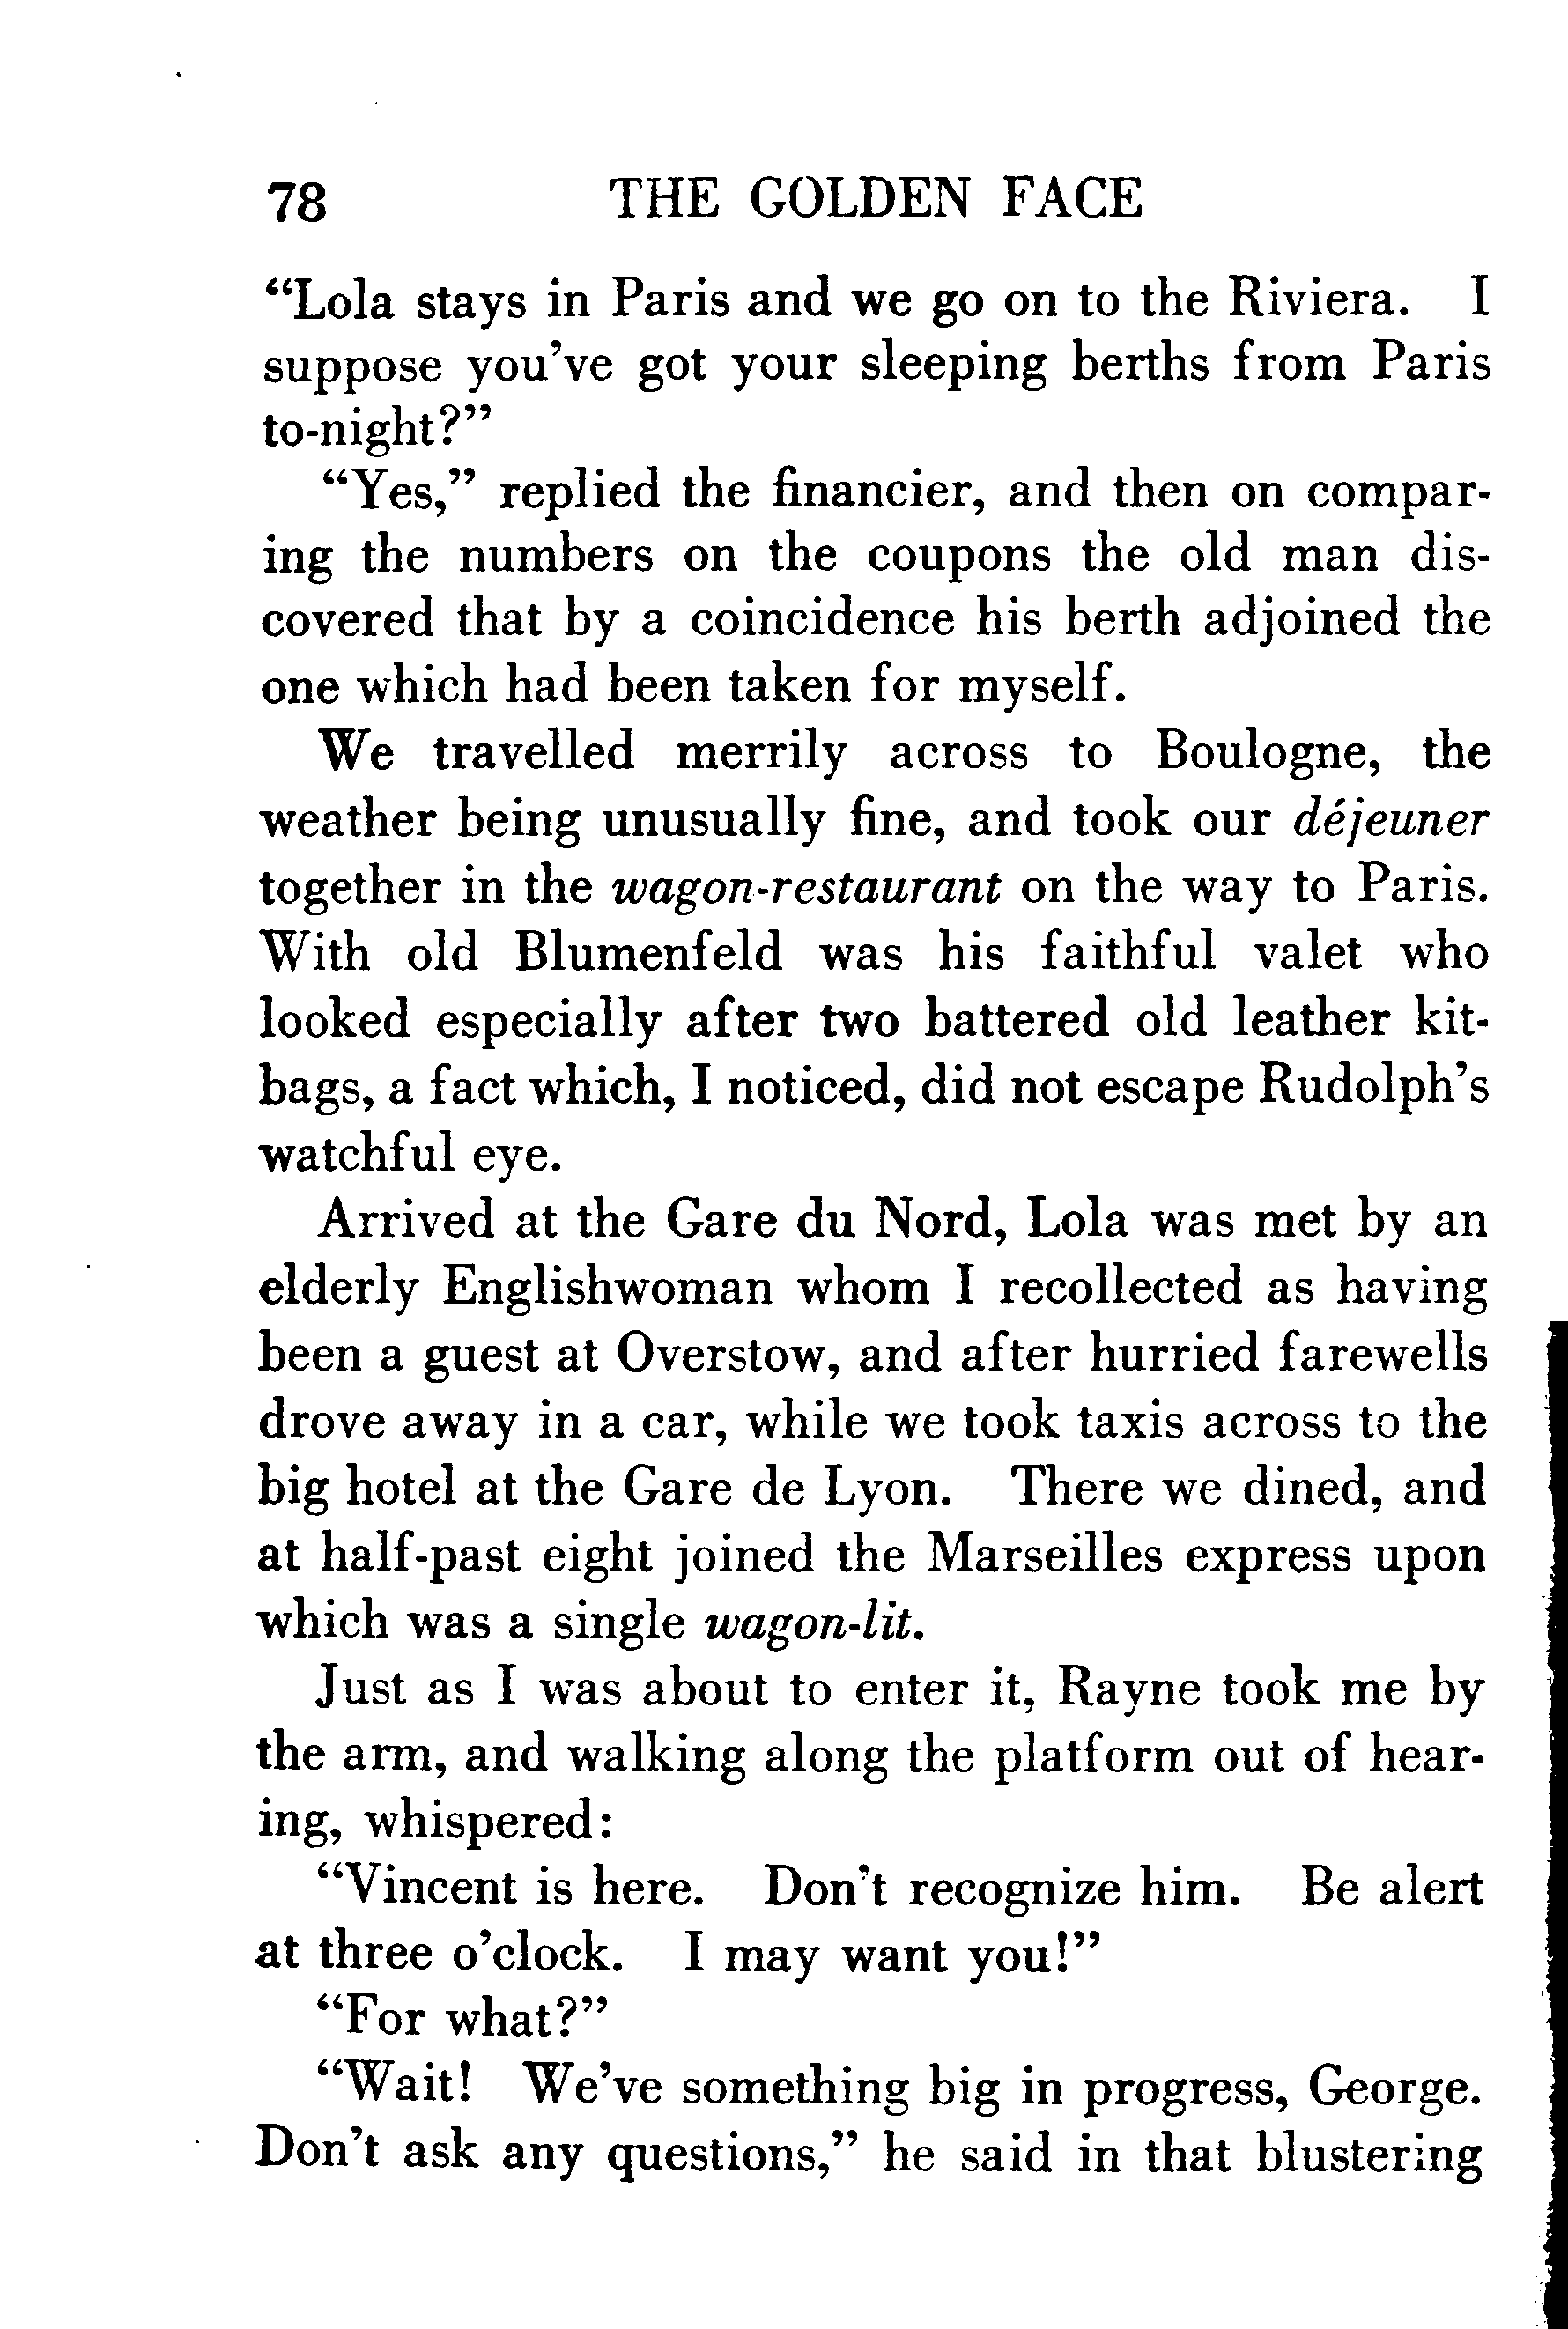 78 THE GOLDEN FACE
“Lola stays in Paris and we go on to the Riviera. I
suppose you’ve got your sleeping berths from Paris
to-night?”
“Yes,” replied the financier, and then on compar-
ing the numbers on the coupons the old man dis-
covered that by a coincidence his berth adjoined the
one which had been taken for myself.
We travelled merrily across to Boulogne, the
weather being unusually fine, and took our déjeuner
together in the wagon-restaurant on the way to Paris.
With old Blumenfeld was his faithful valet who
looked especially after two battered old leather kit-
bags, a fact which, I noticed, did not escape Rudolph’s
watchful eye.
Arrived at the Gare du Nord, Lola was met by an
elderly Englishwoman whom I recollected as having
been a guest at Overstow, and after hurried farewells
drove away in a car, while we took taxis across to the
big hotel at the Gare de Lyon. There we dined, and
at half-past eight joined the Marseilles express upon
which was a single wagon-lit.
Just as I was about to enter it, Rayne took me by
the arm, and walking along the platform out of hear-
ing, whispered:
“Vincent is here. Don’t recognize him. Be alert
at three o’clock. I may want you!”
“For what?”
“Wait! We’ve something big in progress, George.
Don’t ask any questions,” he said in that blustering